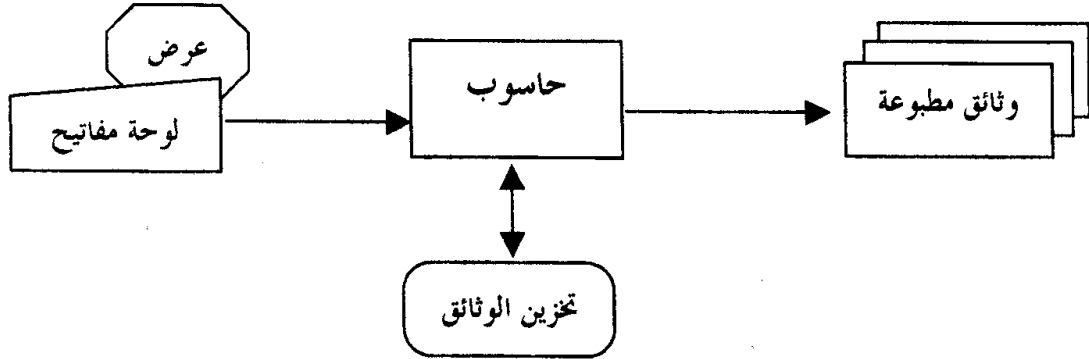 عرض
لوحة مفاتيح
حاسوب
وثائق مطبوعة
تخزين الوثائق